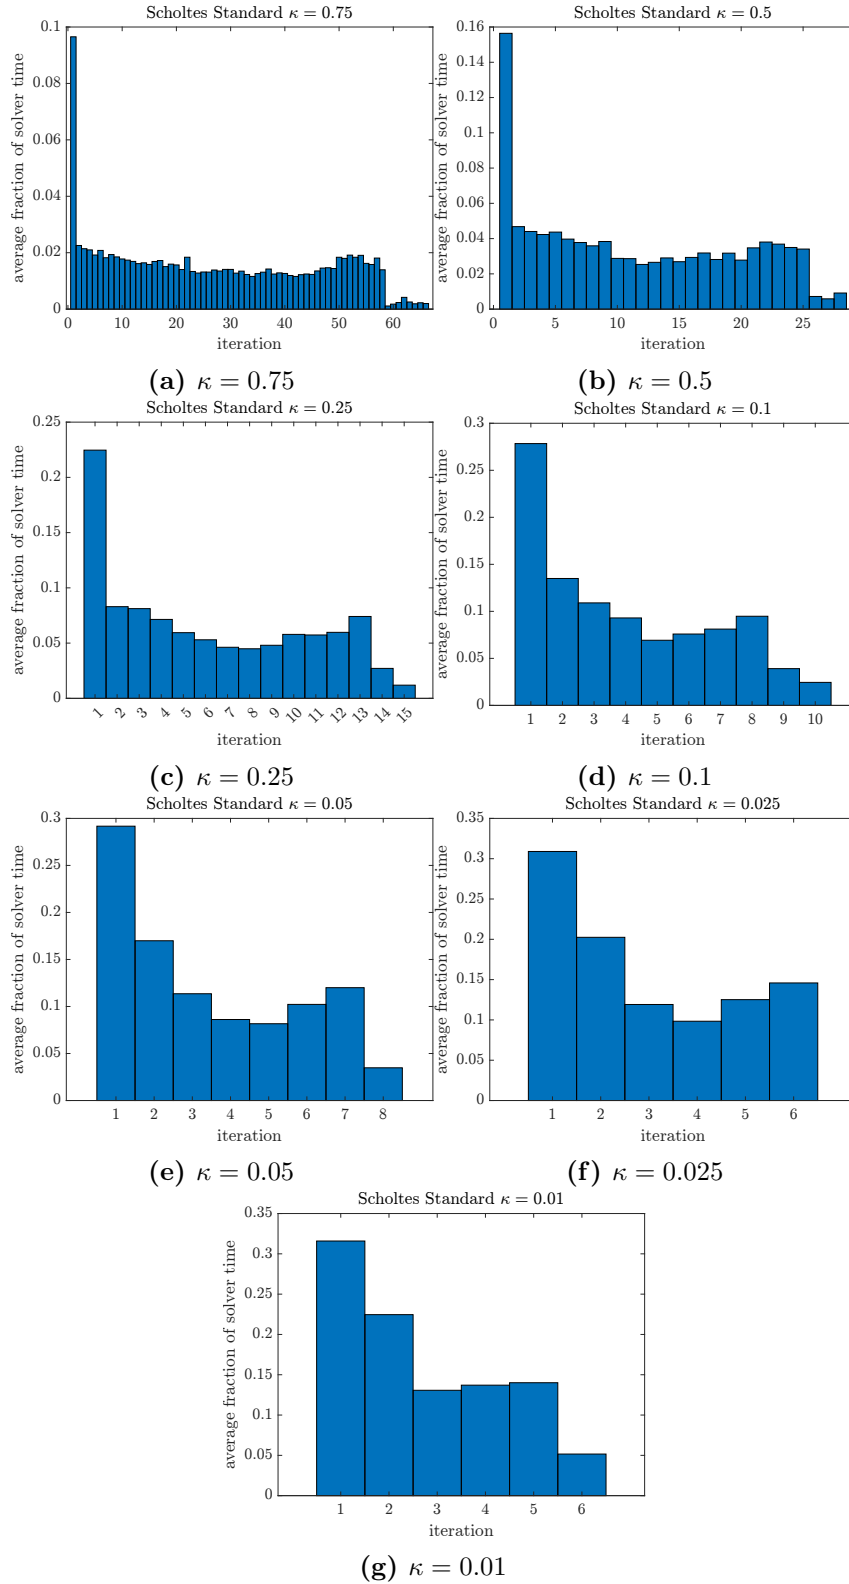 Scholtes Standard κ = 0.75
average fraction of solver time
0.1
0.08
0.06
0.04
0.02
0
0 10 20 30 40 50 60
iteration
(a) κ = 0.75
Scholtes Standard κ = 0.5
average fraction of solver time
0.16
0.14
0.12
0.1
0.08
0.06
0.04
0.02
0
0 5 10 15 20 25
iteration
(b) κ = 0.5
Scholtes Standard κ = 0.25
average fraction of solver time
0.25
0.2
0.15
0.1
0.05
0
1 2 3 4 5 6 7 8 9 10 11 12 13 14 15
iteration
(c) κ = 0.25
Scholtes Standard κ = 0.1
average fraction of solver time
0.3
0.25
0.2
0.15
0.1
0.05
0
1 2 3 4 5 6 7 8 9 10
iteration
(d) κ = 0.1
Scholtes Standard κ = 0.05
average fraction of solver time
0.3
0.25
0.2
0.15
0.1
0.05
0
1 2 3 4 5 6 7 8
iteration
(e) κ = 0.05
Scholtes Standard κ = 0.025
average fraction of solver time
0.35
0.3
0.25
0.2
0.15
0.1
0.05
0
1 2 3 4 5 6
iteration
(f) κ = 0.025
Scholtes Standard κ = 0.01
average fraction of solver time
0.35
0.3
0.25
0.2
0.15
0.1
0.05
0
1 2 3 4 5 6
iteration
(g) κ = 0.01